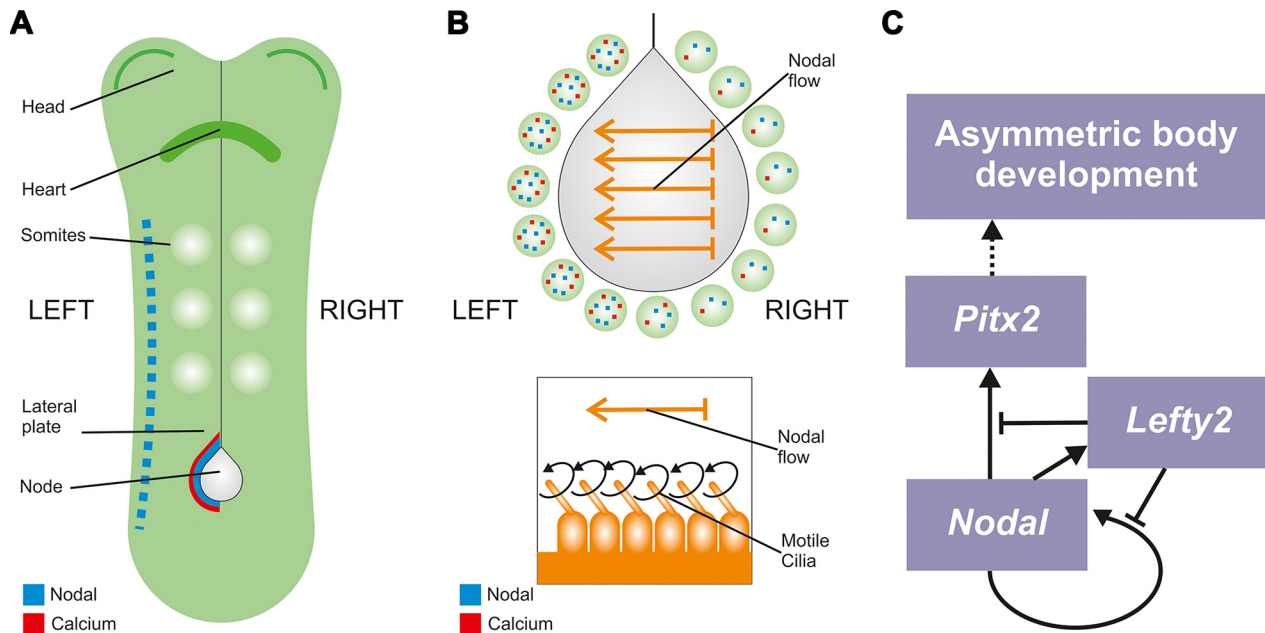 A
Head
Heart
Somites
LEFT
RIGHT
Lateral
plate
Node
Nodal
Calcium
B
Nodal
flow
LEFT
RIGHT
Nodal
flow
Motile
Cilia
Nodal
Calcium
C
Asymmetric body
development
Pitx2
Lefty2
Nodal